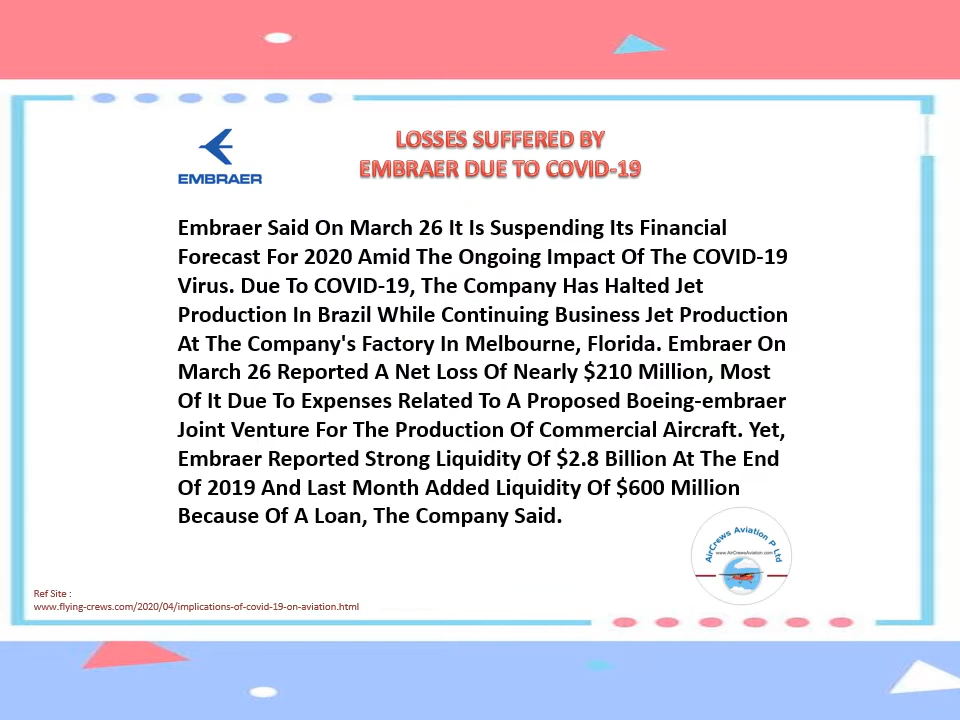 EMBRAER
LOSSES SUFFERED BY
EMBRAER DUE TO COVID-19
Embraer Said On March 26 It Is Suspending Its Financial
Forecast For 2020 Amid The Ongoing Impact Of The COVID-19
Virus. Due To COVID-19, The Company Has Halted Jet
Production In Brazil While Continuing Business Jet Production
At The Company's Factory In Melbourne, Florida. Embraer On
March 26 Reported A Net Loss Of Nearly $210 Million, Most
Of It Due To Expenses Related To A Proposed Boeing-embraer
Joint Venture For The Production Of Commercial Aircraft. Yet,
Embraer Reported Strong Liquidity Of $2.8 Billion At The End
Of 2019 And Last Month Added Liquidity Of $600 Million
Because Of A Loan, The Company Said.
AirCrews Aviation P Ltd
www.AirCrewsAviation.com
Ref Site :
www.flying-crews.com/2020/04/implications-of-covid-19-on-aviation.html